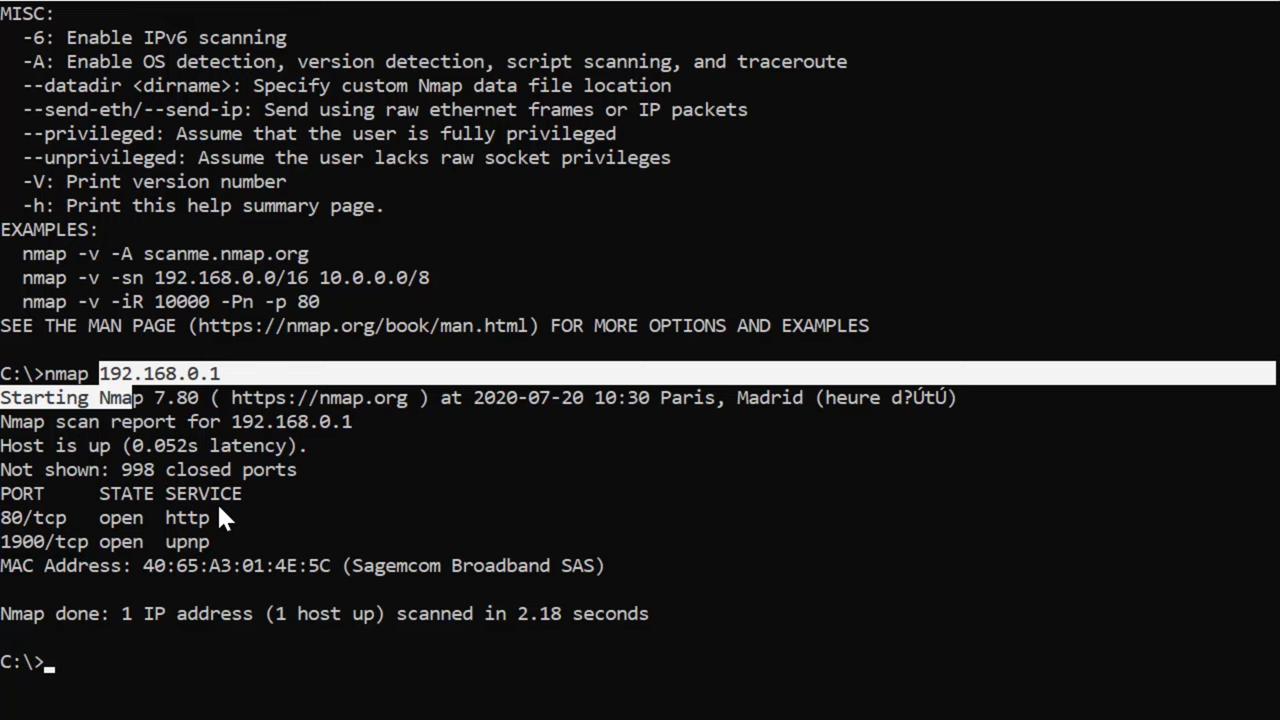 MISC:
  -6: Enable IPv6 scanning
  -A: Enable OS detection, version detection, script scanning, and traceroute
  --datadir <dirname>: Specify custom Nmap data file location
  --send-eth/--send-ip: Send using raw ethernet frames or IP packets
  --privileged: Assume that the user is fully privileged
  --unprivileged: Assume the user lacks raw socket privileges
  -V: Print version number
  -h: Print this help summary page.
EXAMPLES:
  nmap -v -A scanme.nmap.org
  nmap -v -sn 192.168.0.0/16 10.0.0.0/8
  nmap -v -iR 10000 -Pn -p 80
SEE THE MAN PAGE (https://nmap.org/book/man.html) FOR MORE OPTIONS AND EXAMPLES
C:\>nmap 192.168.0.1
Starting Nmap 7.80 ( https://nmap.org ) at 2020-07-20 10:30 Paris, Madrid (heure d?ÚtÚ)
Nmap scan report for 192.168.0.1
Host is up (0.052s latency).
Not shown: 998 closed ports
PORT     STATE SERVICE
80/tcp   open  http
1900/tcp open  upnp
MAC Address: 40:65:A3:01:4E:5C (Sagemcom Broadband SAS)
Nmap done: 1 IP address (1 host up) scanned in 2.18 seconds
C:\>